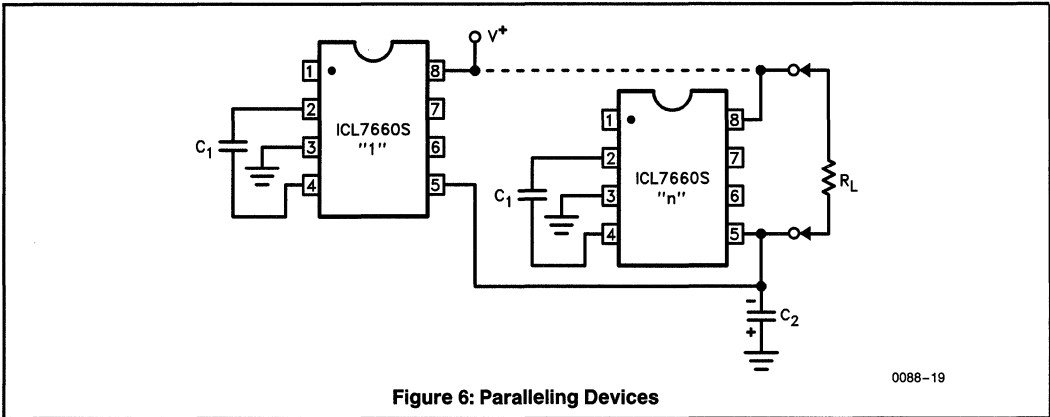 V+
1
8
2
7
3
6
4
5
ICL7660S
"1"
C1
1
8
2
7
3
6
4
5
ICL7660S
"n"
C1
RL
-
C2
+
0088-19
Figure 6: Paralleling Devices